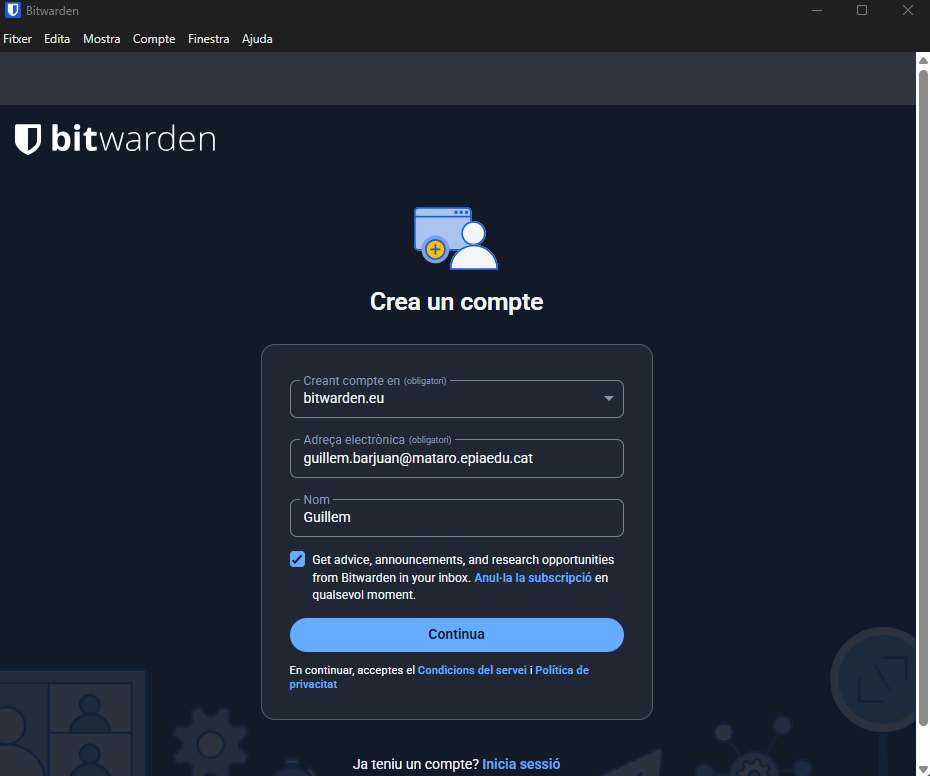 Bitwarden
Fitxer Edita Mostra Compte Finestra Ajuda
bitwarden
Crea un compte
Creant compte en (obligatori)
bitwarden.eu
Adreça electrònica (obligatori)
guillem.barjuan@mataro.epiaedu.cat
Nom
Guillem
Get advice, announcements, and research opportunities
from Bitwarden in your inbox. Anul·la la subscripció en
qualsevol moment.
Continua
En continuar, acceptes el Condicions del servei i Política de
privacitat
Ja teniu un compte? Inicia sessió